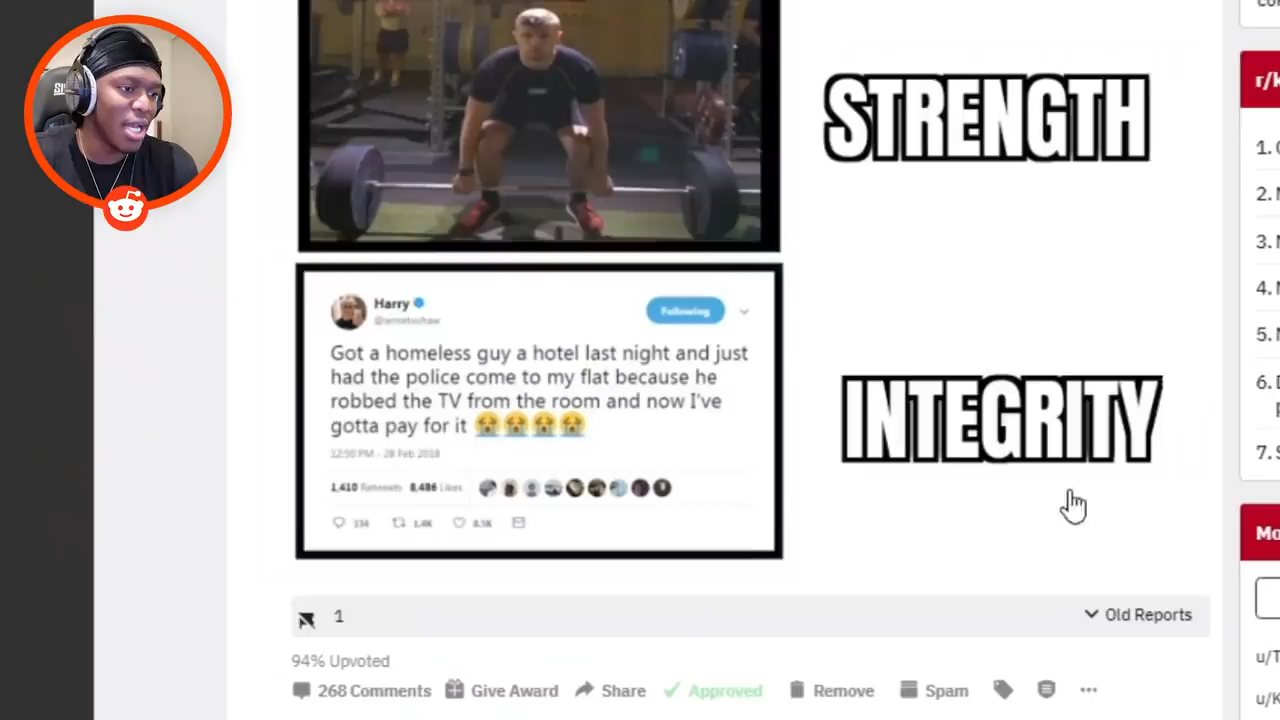 STRENGTH
r/k
1.
2.
3.
4.
5.
6.
7.
Harry
Following
Got a homeless guy a hotel last night and just
had the police come to my flat because he
robbed the TV from the room and now I've
gotta pay for it 😭😭😭😭
12:50 PM - 28 Feb 2018
1,410 Retweets 8,486 Likes
134 1.4K 8.5K
INTEGRITY
1
Old Reports
94% Upvoted
268 Comments Give Award Share Approved Remove Spam
Mo
u/T
u/K